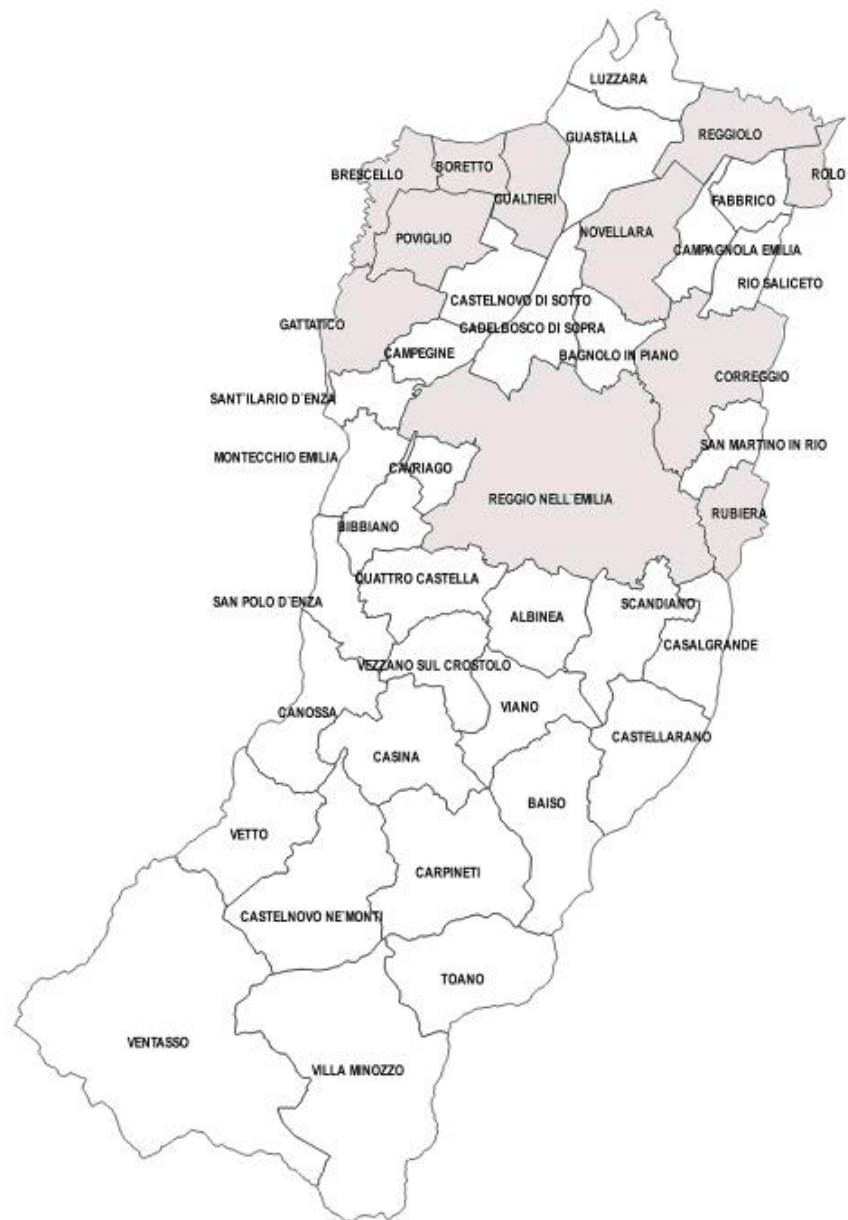 LUZZARA
GUASTALLA
REGGIOLO
BORETTO
BRESCELLO
ROLO
GUALTIERI
FABBRICO
NOVELLARA
POVIGLIO
CAMPAGNOLA EMILIA
RIO SALICETO
CASTELNOVO DI SOTTO
GATTATICO
CADELBOSCO DI SOPRA
CAMPEGINE
BAGNOLO IN PIANO
CORREGGIO
SANT'ILARIO D'ENZA
SAN MARTINO IN RIO
MONTECCHIO EMILIA
CAVRIAGO
REGGIO NELL'EMILIA
RUBIERA
BIBBIANO
QUATTRO CASTELLA
SAN POLO D'ENZA
SCANDIANO
ALBINEA
CASALGRANDE
VEZZANO SUL CROSTOLO
VIANO
CANOSSA
CASTELLARANO
CASINA
BAISO
VETTO
CARPINETI
CASTELNOVO NE'MONTI
TOANO
VENTASSO
VILLA MINOZZO